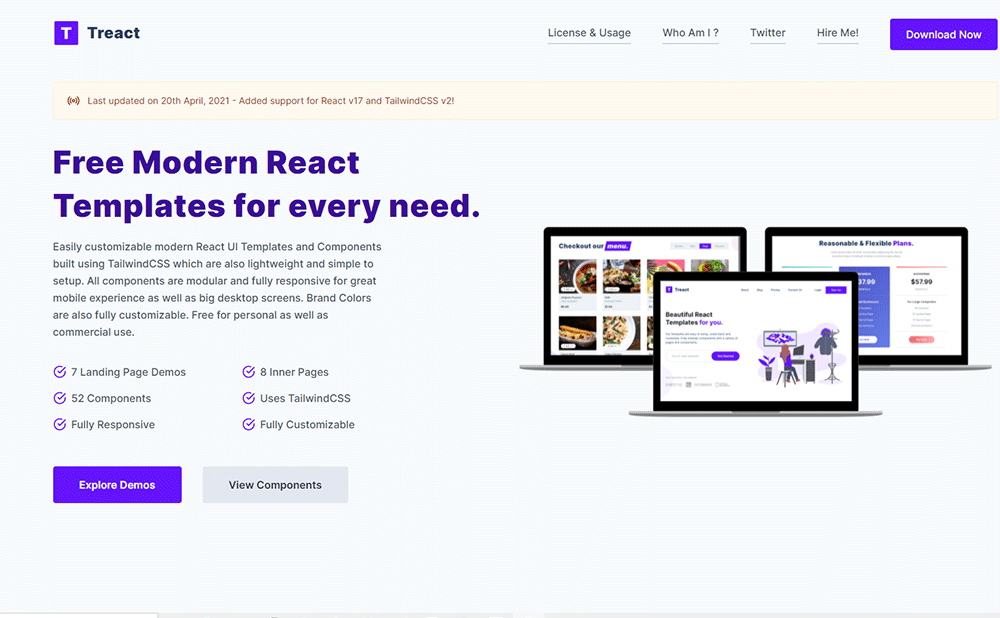 T Treact
License & Usage
Who Am I ?
Twitter
Hire Me!
Download Now
Last updated on 20th April, 2021 - Added support for React v17 and TailwindCSS v2!
Free Modern React
Templates for every need.
Easily customizable modern React UI Templates and Components
built using TailwindCSS which are also lightweight and simple to
setup. All components are modular and fully responsive for great
mobile experience as well as big desktop screens. Brand Colors
are also fully customizable. Free for personal as well as
commercial use.
7 Landing Page Demos
8 Inner Pages
52 Components
Uses TailwindCSS
Fully Responsive
Fully Customizable
Explore Demos
View Components
Checkout our menu.
Reasonable & Flexible Plans.
$57.99
T Treact
Beautiful React
Templates for you.